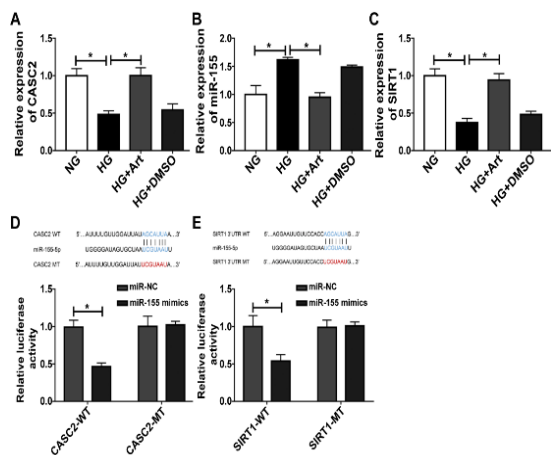 A
B
C
Relative expression
of CASC2
1.5
1.0
0.5
0.0
*
*
NG
HG
HG+Art
HG+DMSO
Relative expression
of miR-155
2.0
1.5
1.0
0.5
0.0
*
*
NG
HG
HG+Art
HG+DMSO
Relative expression
of SIRT1
1.5
1.0
0.5
0.0
*
*
NG
HG
HG+Art
HG+DMSO
D
CASC2 WT
miR-155-5p
CASC2 MT
E
SIRT1 3'UTR WT
miR-155-5p
SIRT1 3'UTR MT
miR-NC
miR-155 mimics
Relative luciferase
activity
1.5
1.0
0.5
0.0
*
CASC2-WT
CASC2-MT
miR-NC
miR-155 mimics
Relative luciferase
activity
1.5
1.0
0.5
0.0
*
SIRT1-WT
SIRT1-MT